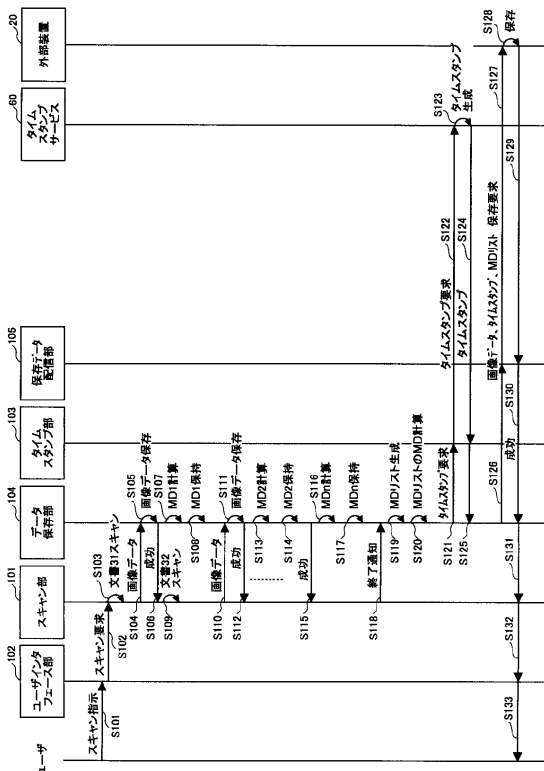 ユーザ
102
ユーザインタ
フェース部
101
スキャン部
104
データ
保存部
103
タイム
スタンプ部
105
保存データ
配信部
60
タイム
スタンプ
サービス
20
外部装置
スキャン指示
S101
スキャン要求
S102
S103
文書31スキャン
S104
画像データ
S105
画像データ保存
S106
成功
S107
MD1計算
S108
MD1保持
S109
文書32
スキャン
S110
画像データ
S111
画像データ保存
S112
成功
S113
MD2計算
S114
MD2保持
S115
成功
S116
MDn計算
S117
MDn保持
S118
終了通知
S119
MDリスト生成
S120
MDリストのMD計算
S121
タイムスタンプ要求
S122
タイムスタンプ要求
S123
タイムスタンプ
生成
S124
タイムスタンプ
S125
S126
画像データ、タイムスタンプ、MDリスト 保存要求
S127
S128
保存
S129
S130
成功
S131
S132
S133